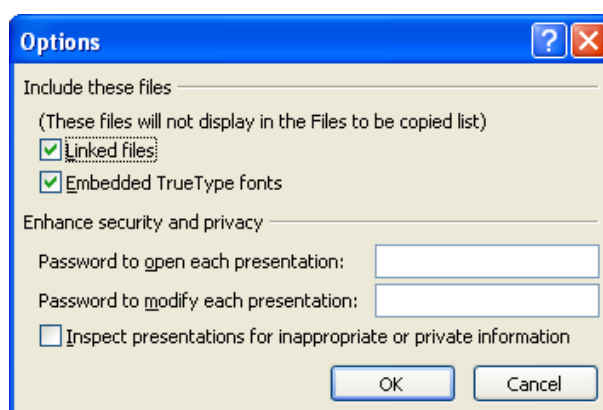 Options
Include these files
(These files will not display in the Files to be copied list)
Linked files
Embedded TrueType fonts
Enhance security and privacy
Password to open each presentation:
Password to modify each presentation:
Inspect presentations for inappropriate or private information
OK Cancel